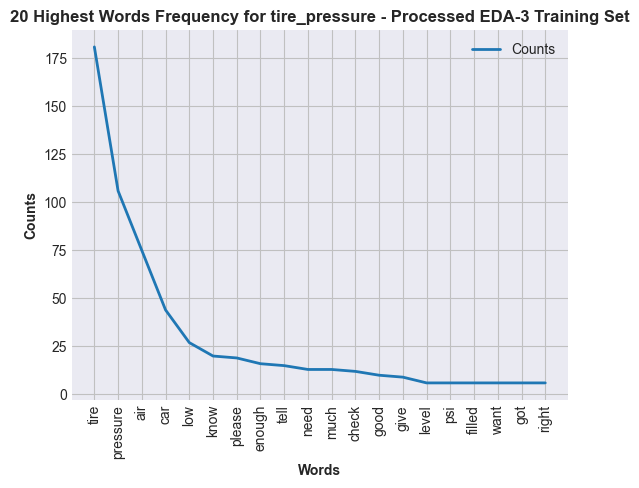 20 Highest Words Frequency for tire_pressure - Processed EDA-3 Training Set
Counts
175
150
125
100
75
50
25
0
Counts
tire
pressure
air
car
low
know
please
enough
tell
need
much
check
good
give
level
psi
filled
want
got
right
Words